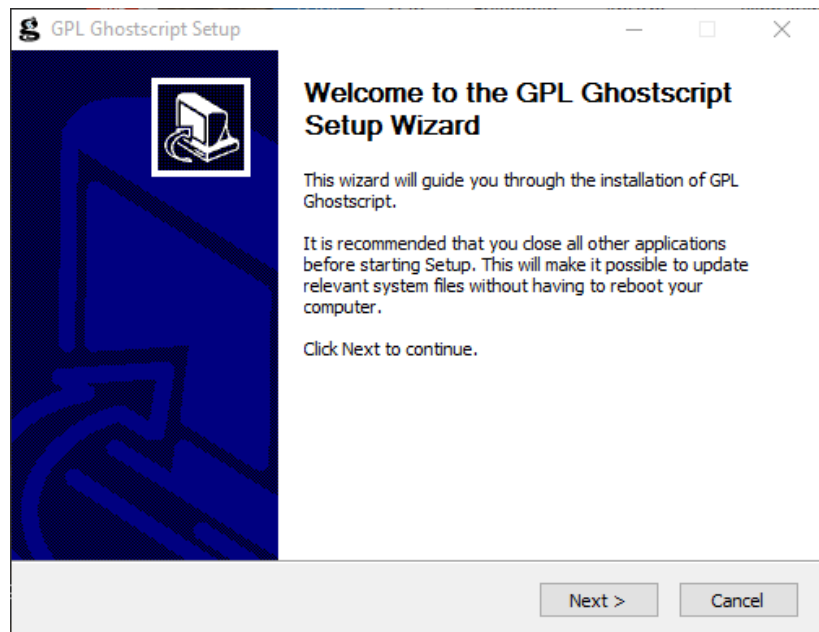 GPL Ghostscript Setup
Welcome to the GPL Ghostscript
Setup Wizard
This wizard will guide you through the installation of GPL
Ghostscript.
It is recommended that you close all other applications
before starting Setup. This will make it possible to update
relevant system files without having to reboot your
computer.
Click Next to continue.
Next >
Cancel